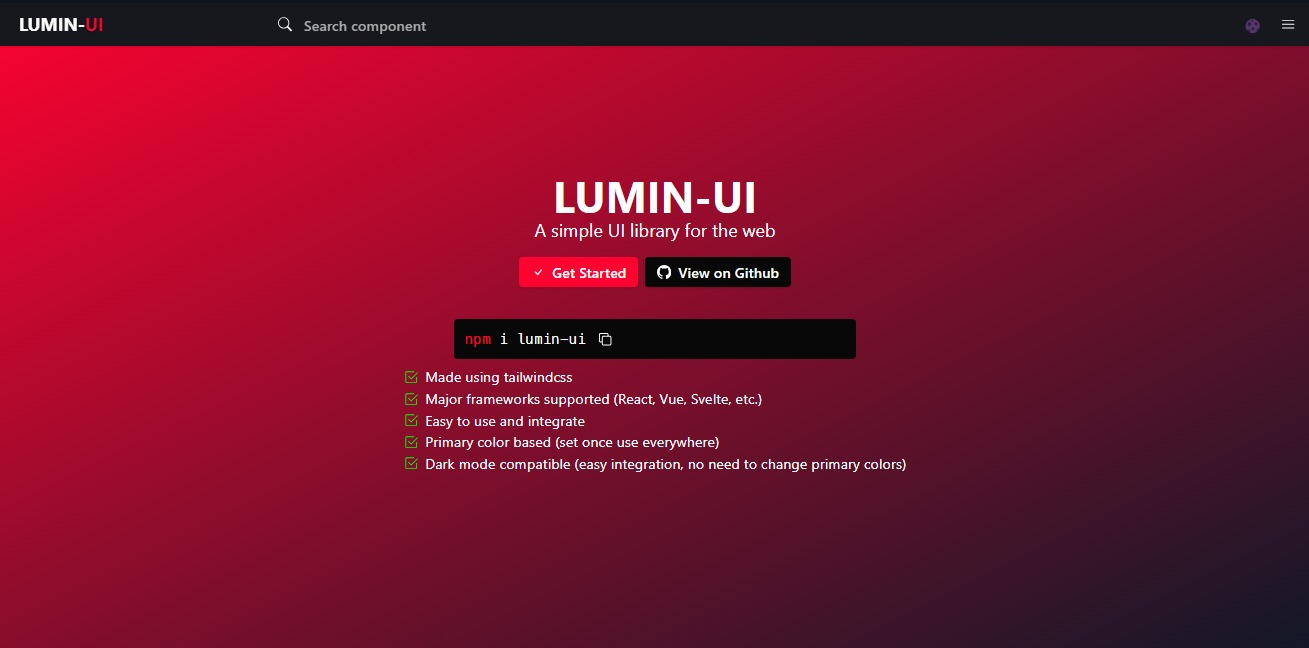 LUMIN-UI
Search component
LUMIN-UI
A simple UI library for the web
Get Started
View on Github
npm i lumin-ui
Made using tailwindcss
Major frameworks supported (React, Vue, Svelte, etc.)
Easy to use and integrate
Primary color based (set once use everywhere)
Dark mode compatible (easy integration, no need to change primary colors)